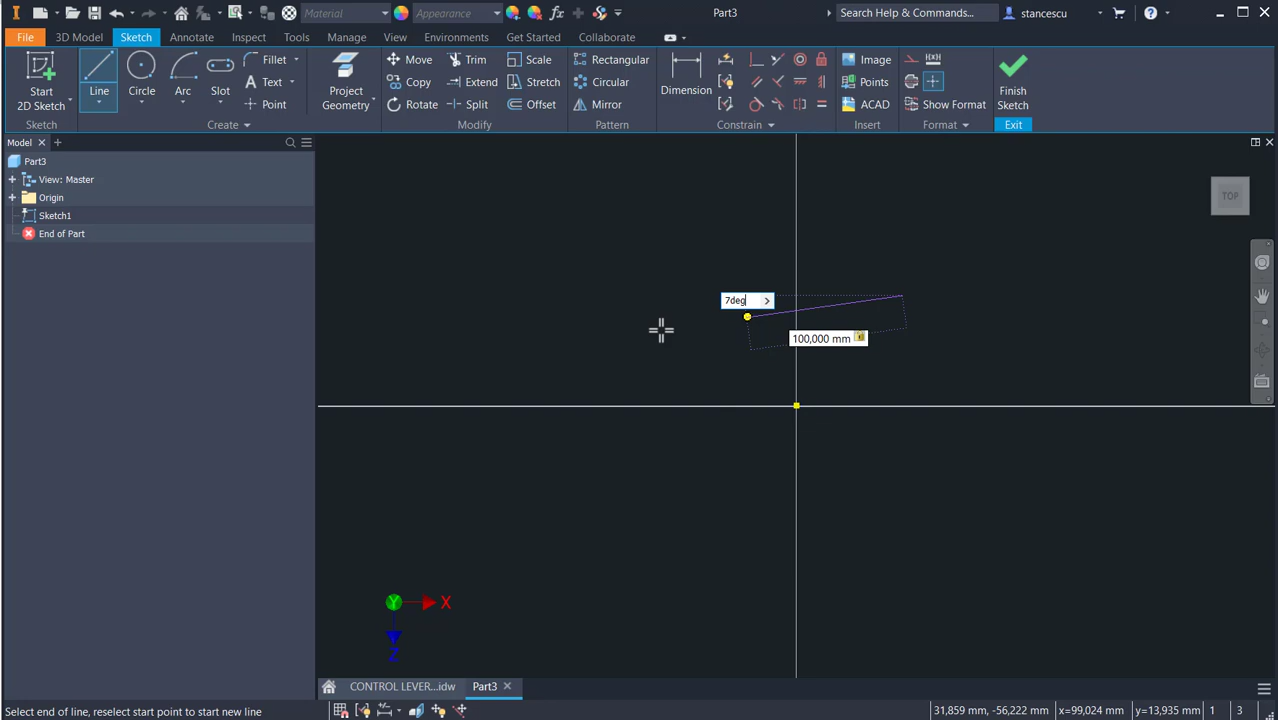 Material
Appearance
Part3
Search Help & Commands...
stancescu
File
3D Model
Sketch
Annotate
Inspect
Tools
Manage
View
Environments
Get Started
Collaborate
Start
2D Sketch
Line
Circle
Arc
Slot
Fillet
Text
Point
Project
Geometry
Move
Trim
Scale
Copy
Extend
Stretch
Rotate
Split
Offset
Rectangular
Circular
Mirror
Dimension
Image
Points
ACAD
Show Format
Finish
Sketch
Sketch
Create
Modify
Pattern
Constrain
Insert
Format
Exit
Model
Part3
View: Master
Origin
Sketch1
End of Part
TOP
7deg
100,000 mm
Y
X
Z
CONTROL LEVER...idw
Part3
Select end of line, reselect start point to start new line
31,859 mm, -56,222 mm
x=99,024 mm
y=13,935 mm
1
3